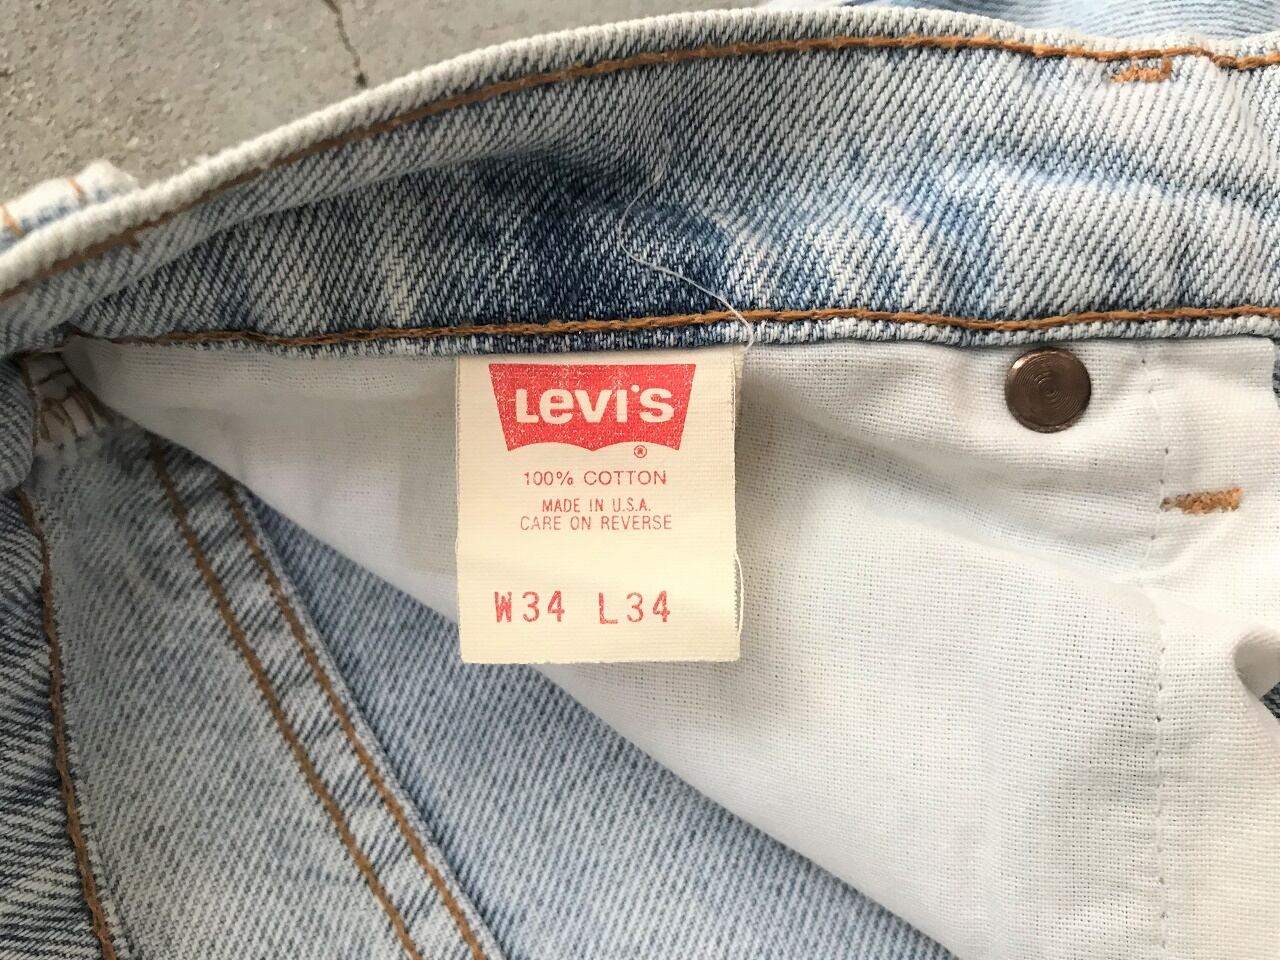 Levi's
®
100% COTTON
MADE IN U.S.A.
CARE ON REVERSE
W34 L34